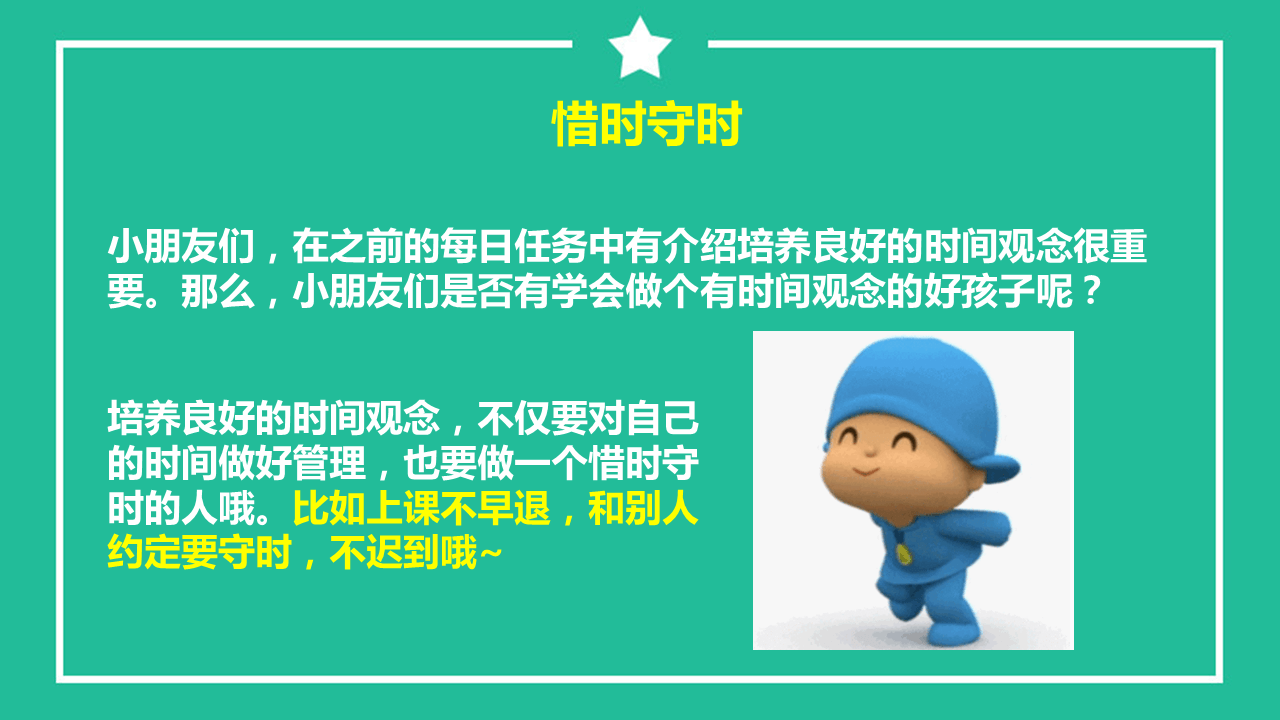 惜时守时
小朋友们，在之前的每日任务中有介绍培养良好的时间观念很重
要。那么，小朋友们是否有学会做个有时间观念的好孩子呢？
培养良好的时间观念，不仅要对自己
的时间做好管理，也要做一个惜时守
时的人哦。比如上课不早退，和别人
约定要守时，不迟到哦~